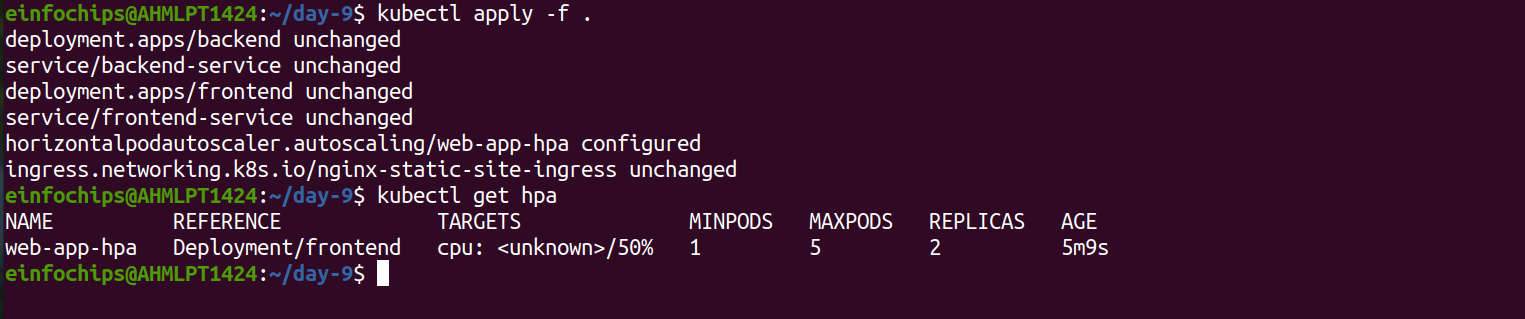 einfochips@AHMLPT1424:~/day-9$ kubectl apply -f .
deployment.apps/backend unchanged
service/backend-service unchanged
deployment.apps/frontend unchanged
service/frontend-service unchanged
horizontalpodautoscaler.autoscaling/web-app-hpa configured
ingress.networking.k8s.io/nginx-static-site-ingress unchanged
einfochips@AHMLPT1424:~/day-9$ kubectl get hpa
NAME          REFERENCE             TARGETS              MINPODS   MAXPODS   REPLICAS   AGE
web-app-hpa   Deployment/frontend   cpu: <unknown>/50%   1         5         2          5m9s
einfochips@AHMLPT1424:~/day-9$